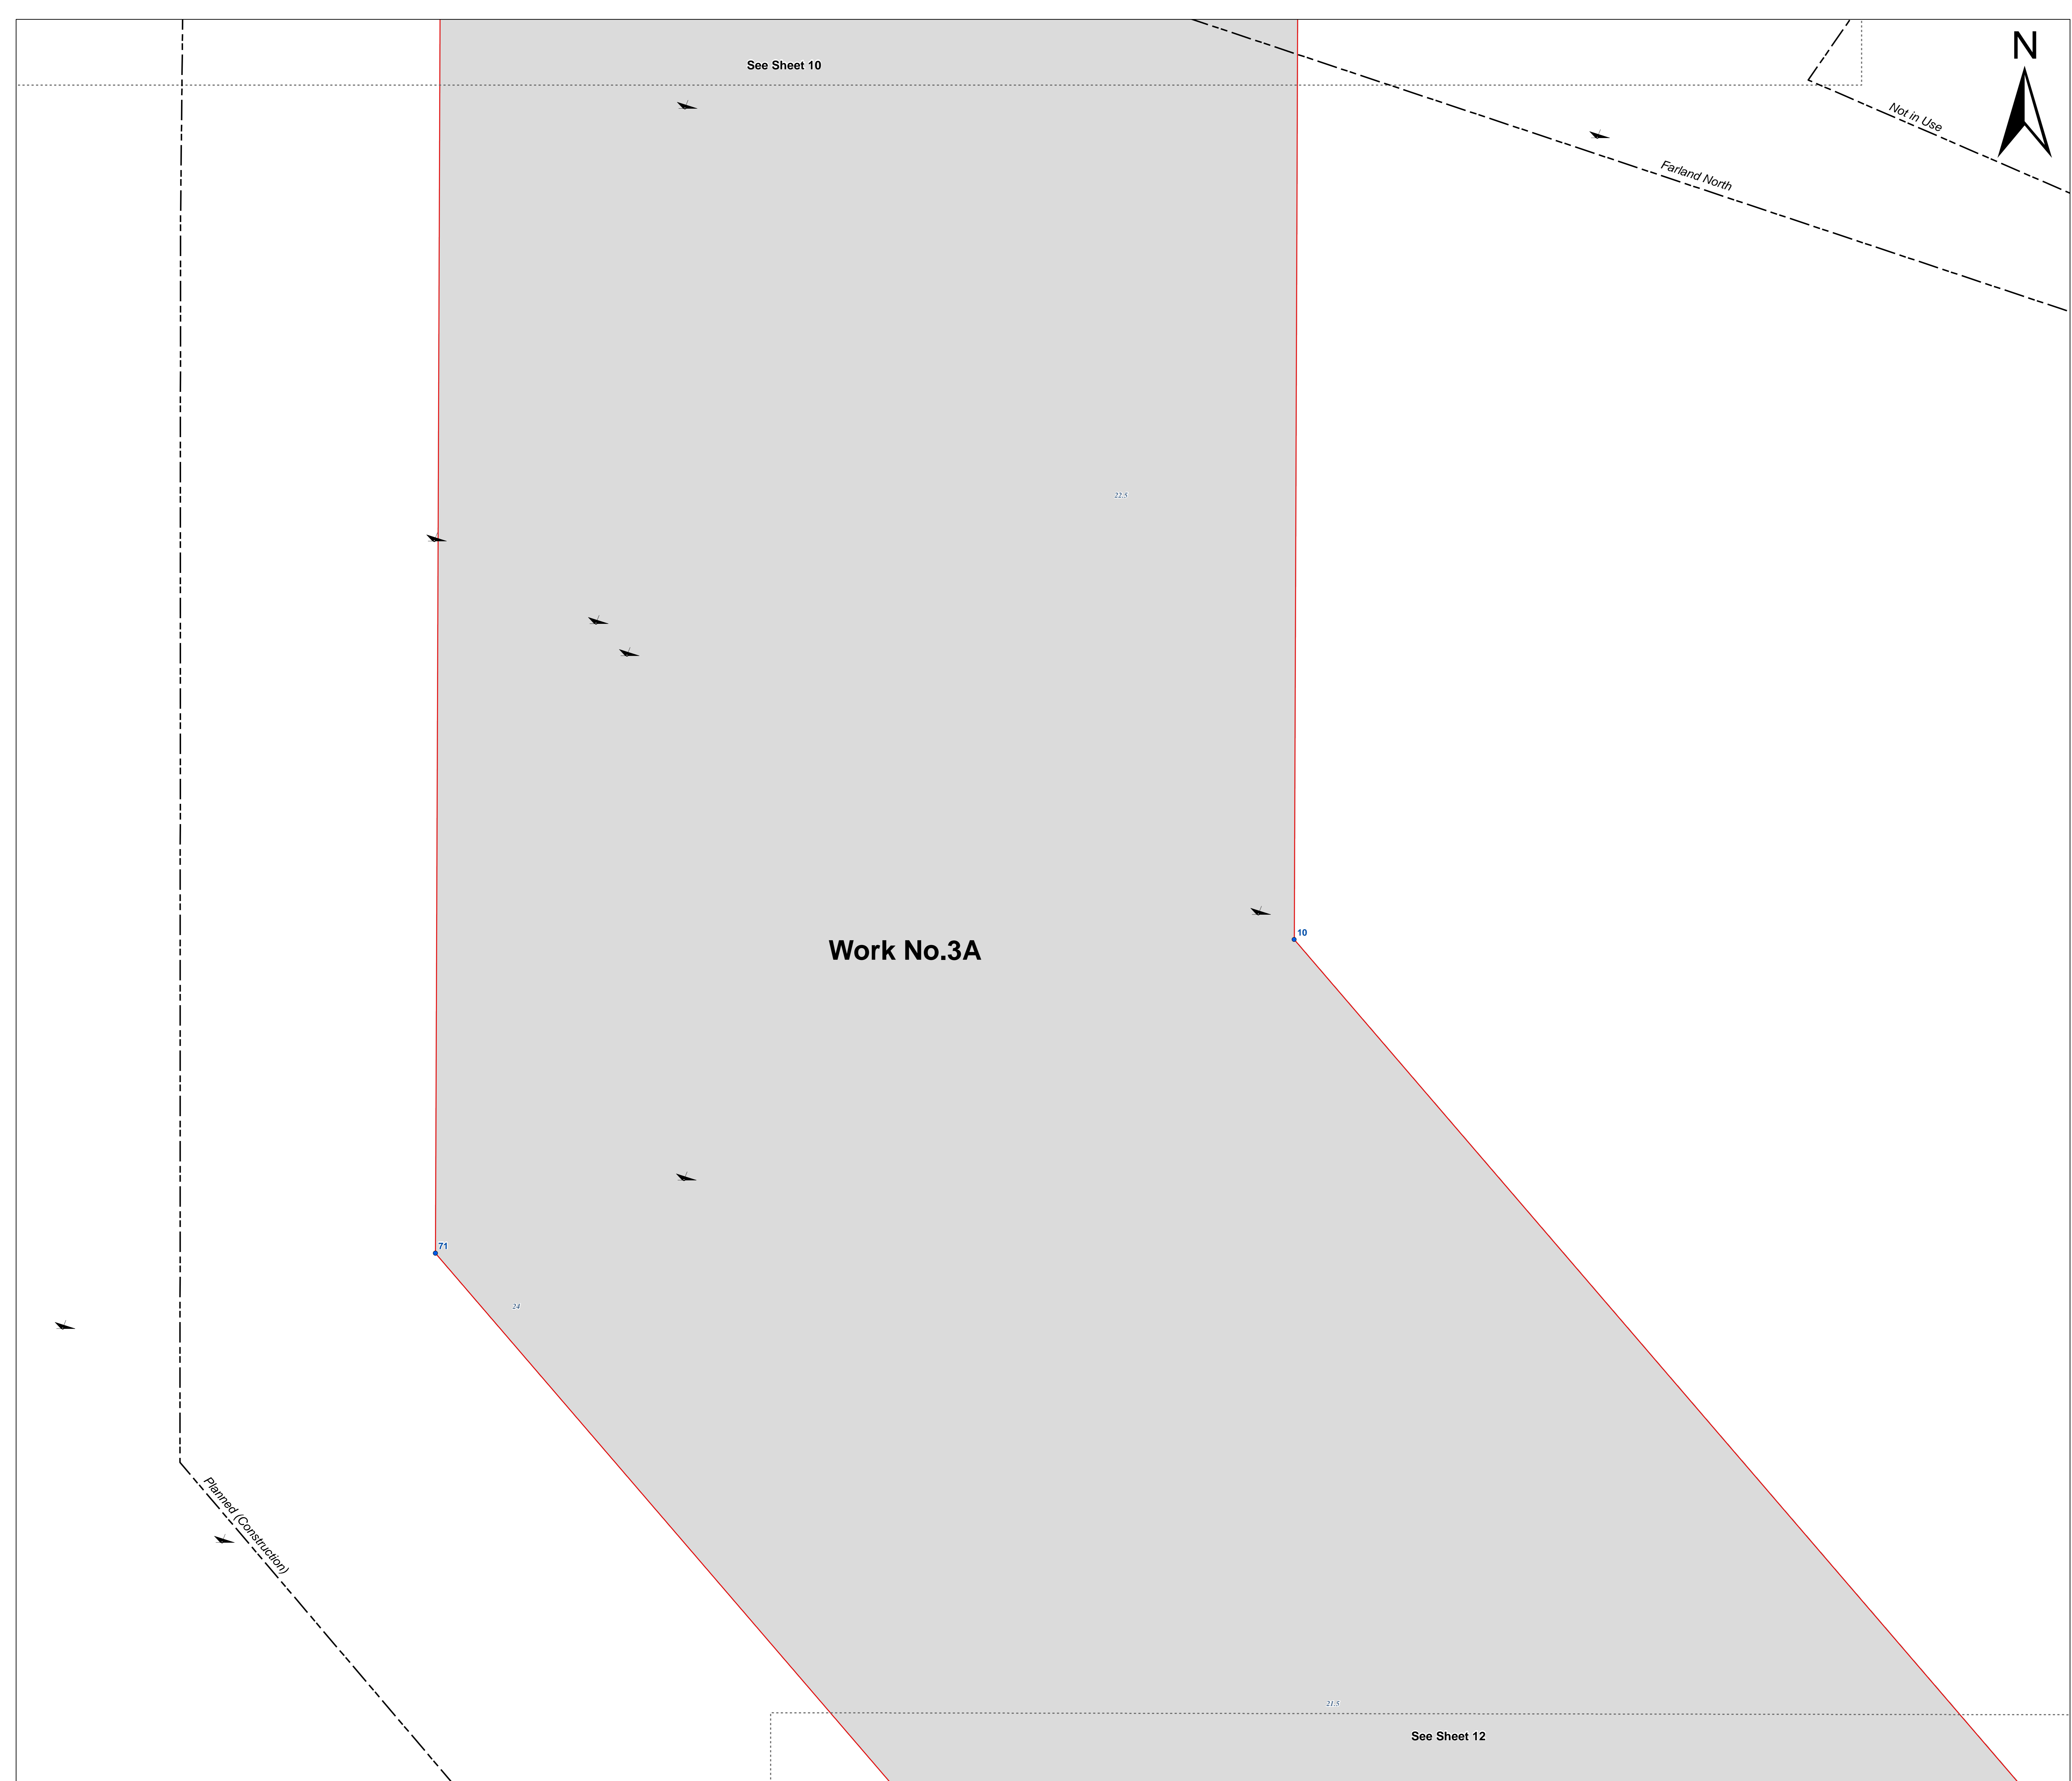 See Sheet 10
N
Not in Use
Farland North
22.5
10
Work No.3A
71
24
Planned (Construction)
21.5
See Sheet 12